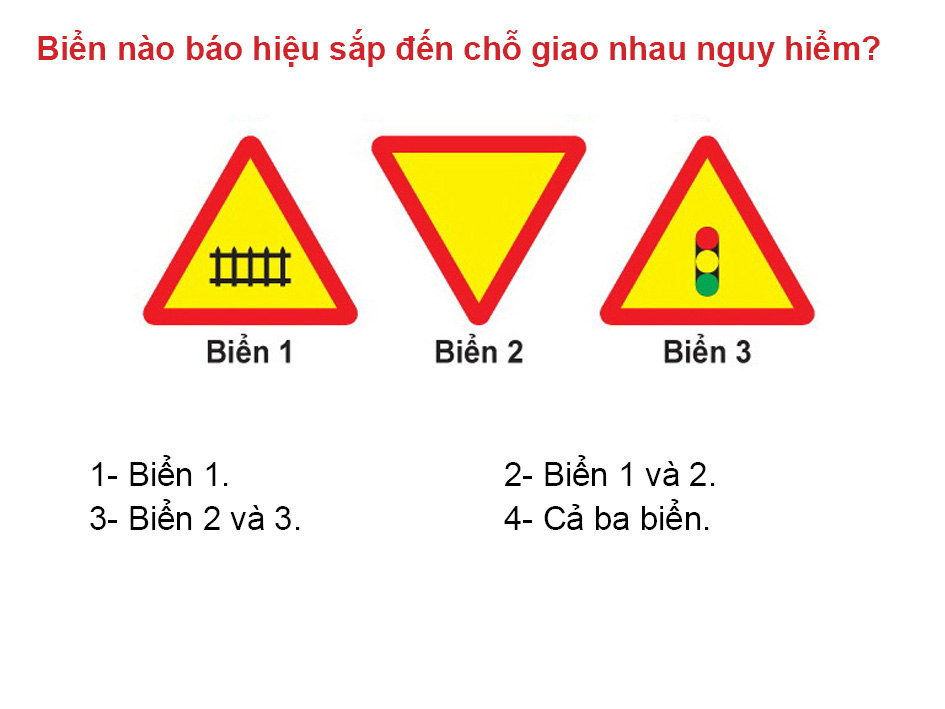 Biển nào báo hiệu sắp đến chỗ giao nhau nguy hiểm?
Biển 1 Biển 2 Biển 3
1- Biển 1. 2- Biển 1 và 2.
3- Biển 2 và 3. 4- Cả ba biển.